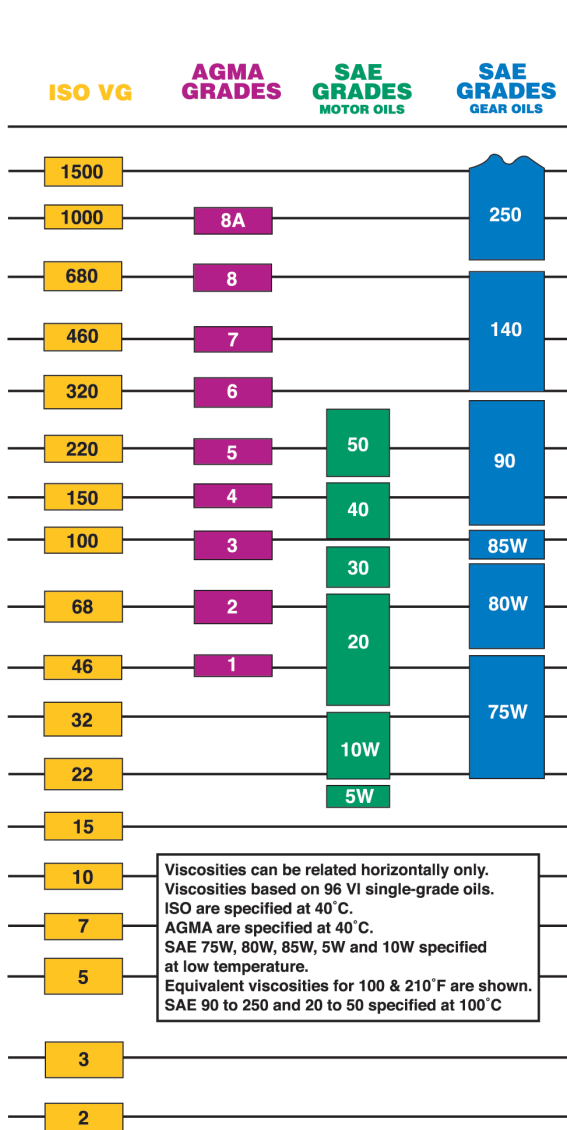 ISO VG
AGMA
GRADES
SAE
GRADES
MOTOR OILS
SAE
GRADES
GEAR OILS
1500
1000
680
460
320
220
150
100
68
46
32
22
15
10
7
5
3
2
8A
8
7
6
5
4
3
2
1
50
40
30
20
10W
5W
250
140
90
85W
80W
75W
Viscosities can be related horizontally only.
Viscosities based on 96 VI single-grade oils.
ISO are specified at 40˚C.
AGMA are specified at 40˚C.
SAE 75W, 80W, 85W, 5W and 10W specified
at low temperature.
Equivalent viscosities for 100 & 210˚F are shown.
SAE 90 to 250 and 20 to 50 specified at 100˚C